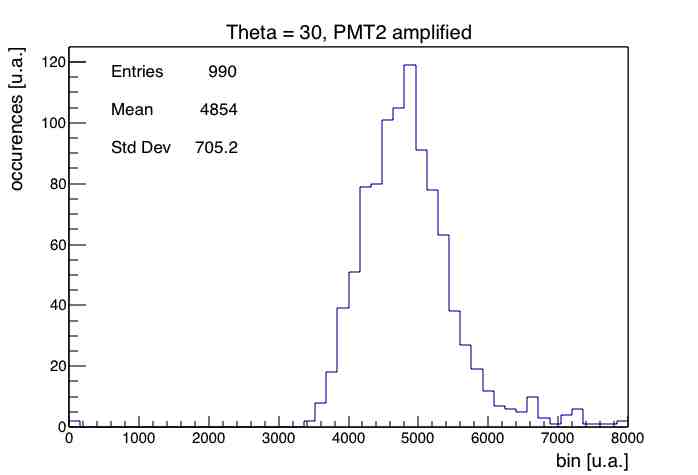 Theta = 30, PMT2 amplified
occurences [u.a.]
Entries 990
Mean 4854
Std Dev 705.2
120
100
80
60
40
20
0
0 1000 2000 3000 4000 5000 6000 7000 8000
bin [u.a.]